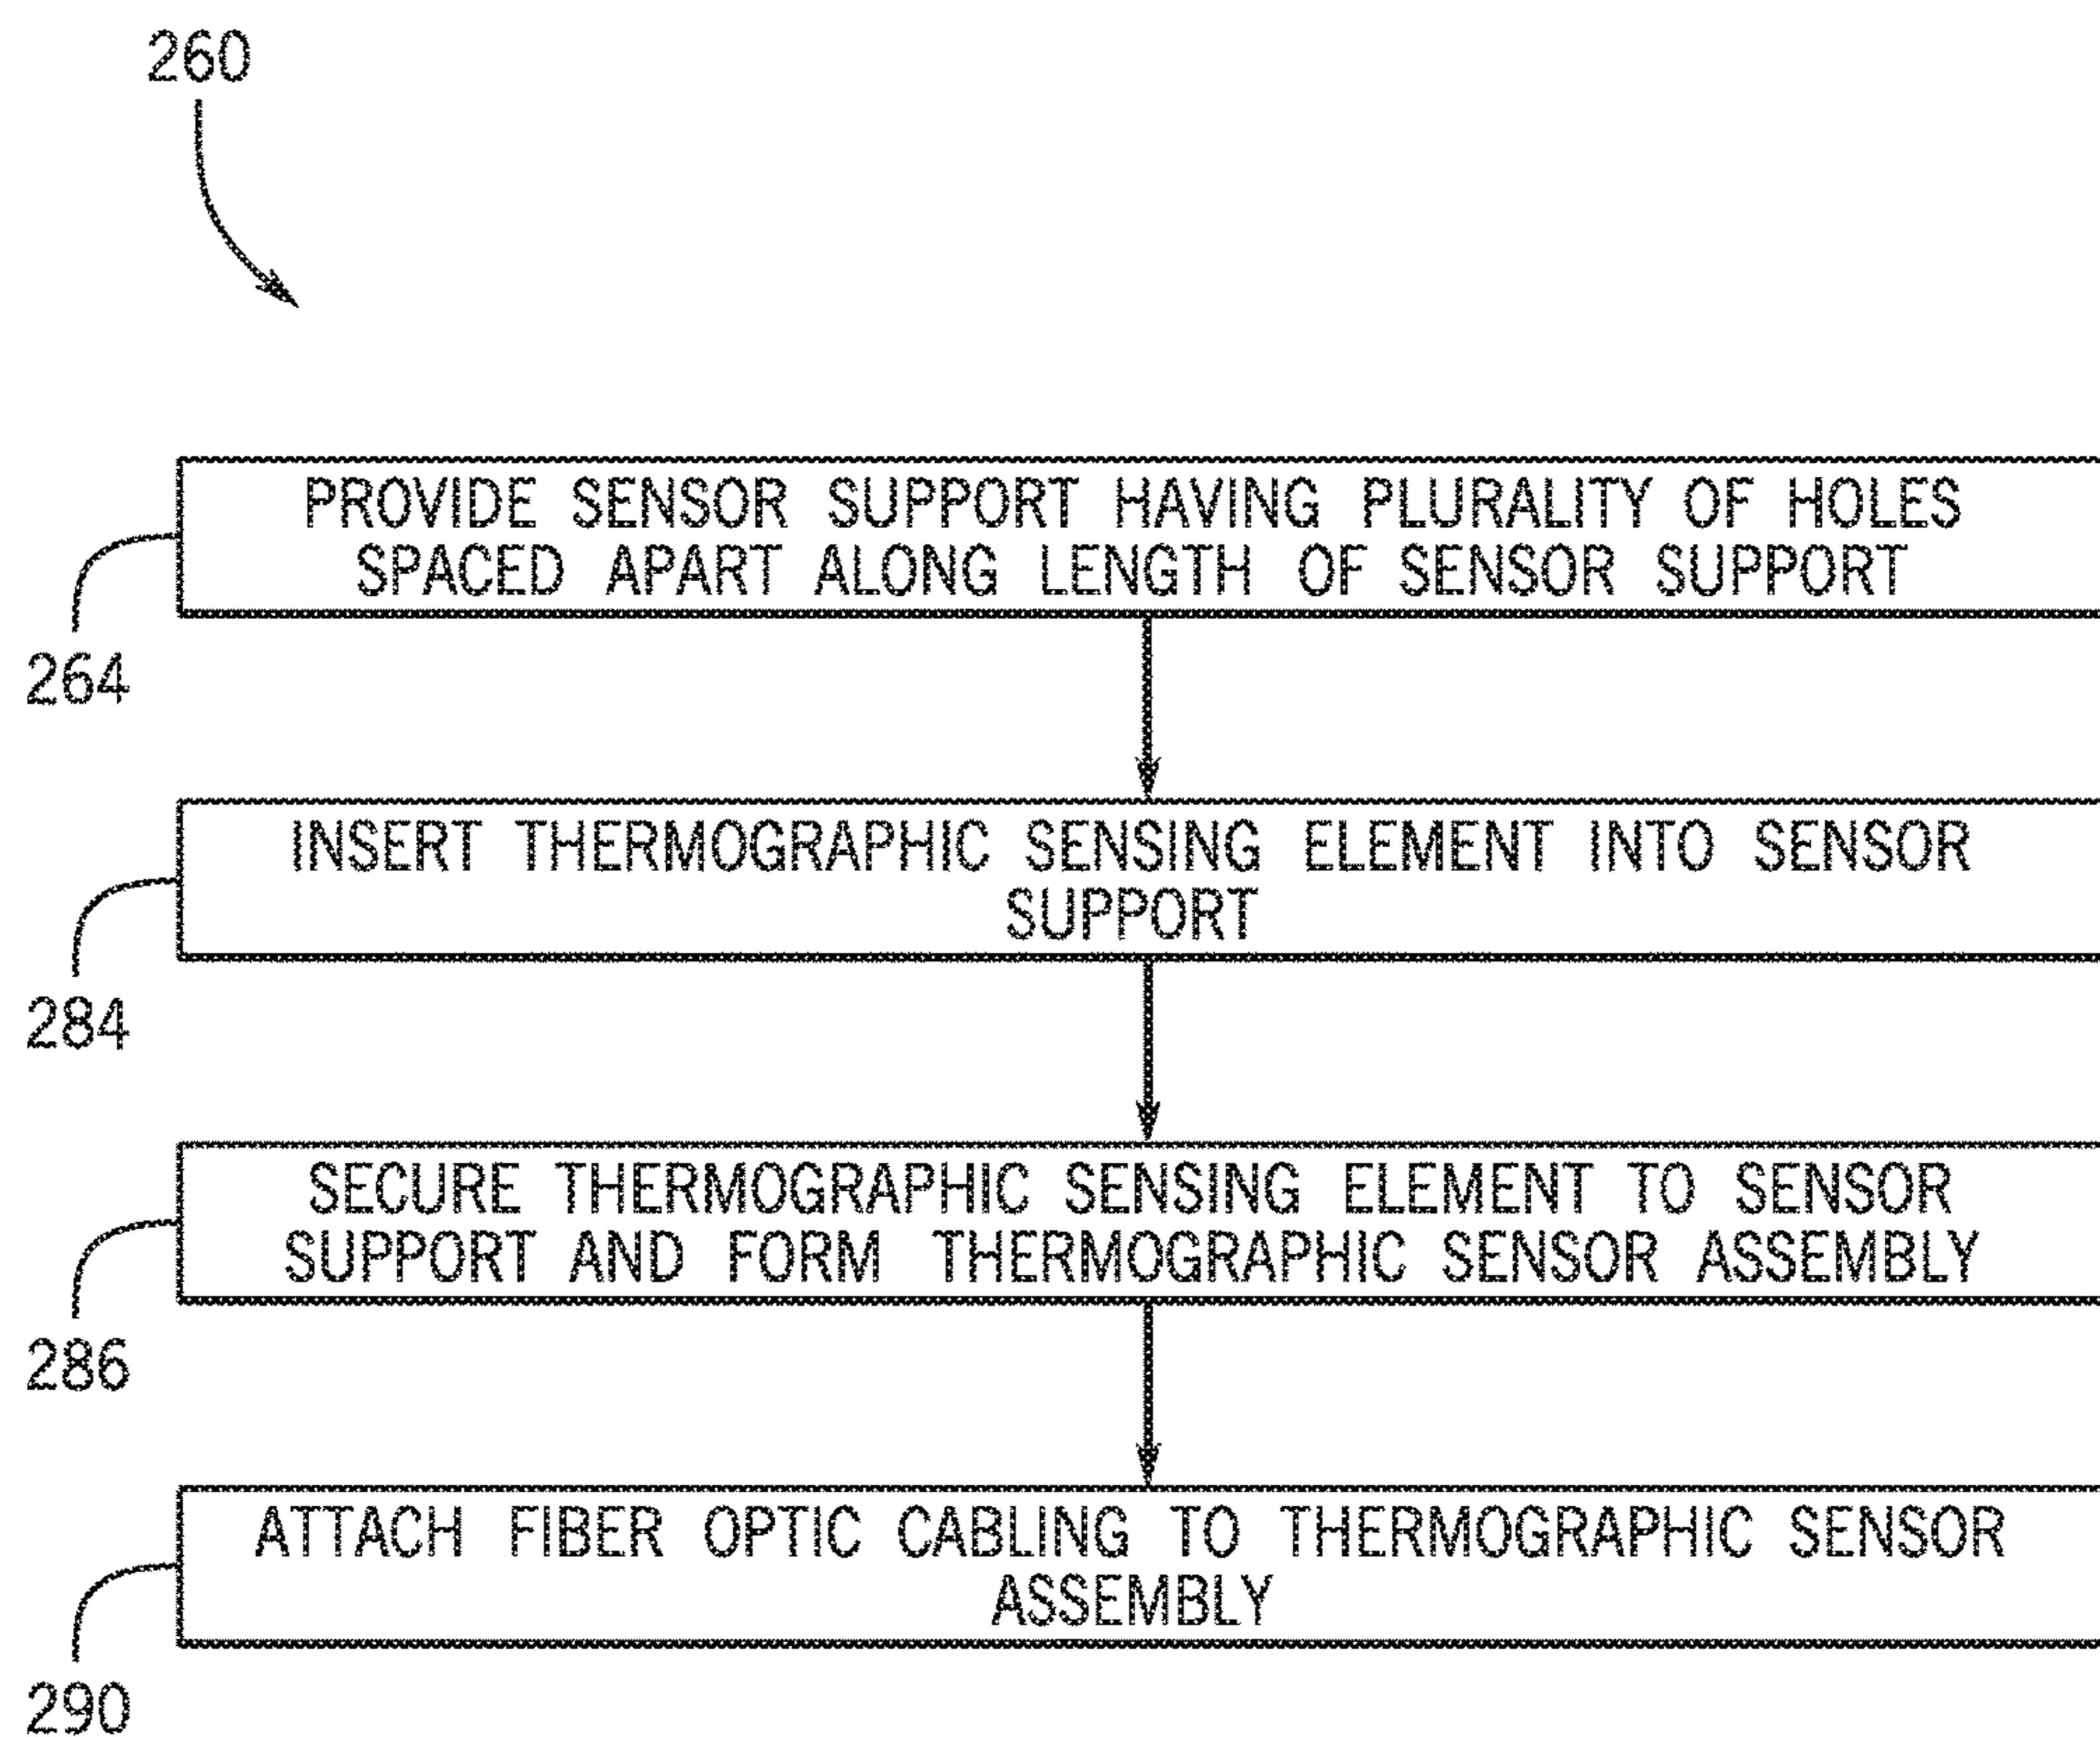 260
PROVIDE SENSOR SUPPORT HAVING PLURALITY OF HOLES
SPACED APART ALONG LENGTH OF SENSOR SUPPORT
264
INSERT THERMOGRAPHIC SENSING ELEMENT INTO SENSOR
SUPPORT
284
SECURE THERMOGRAPHIC SENSING ELEMENT TO SENSOR
SUPPORT AND FORM THERMOGRAPHIC SENSOR ASSEMBLY
286
ATTACH FIBER OPTIC CABLING TO THERMOGRAPHIC SENSOR
ASSEMBLY
290